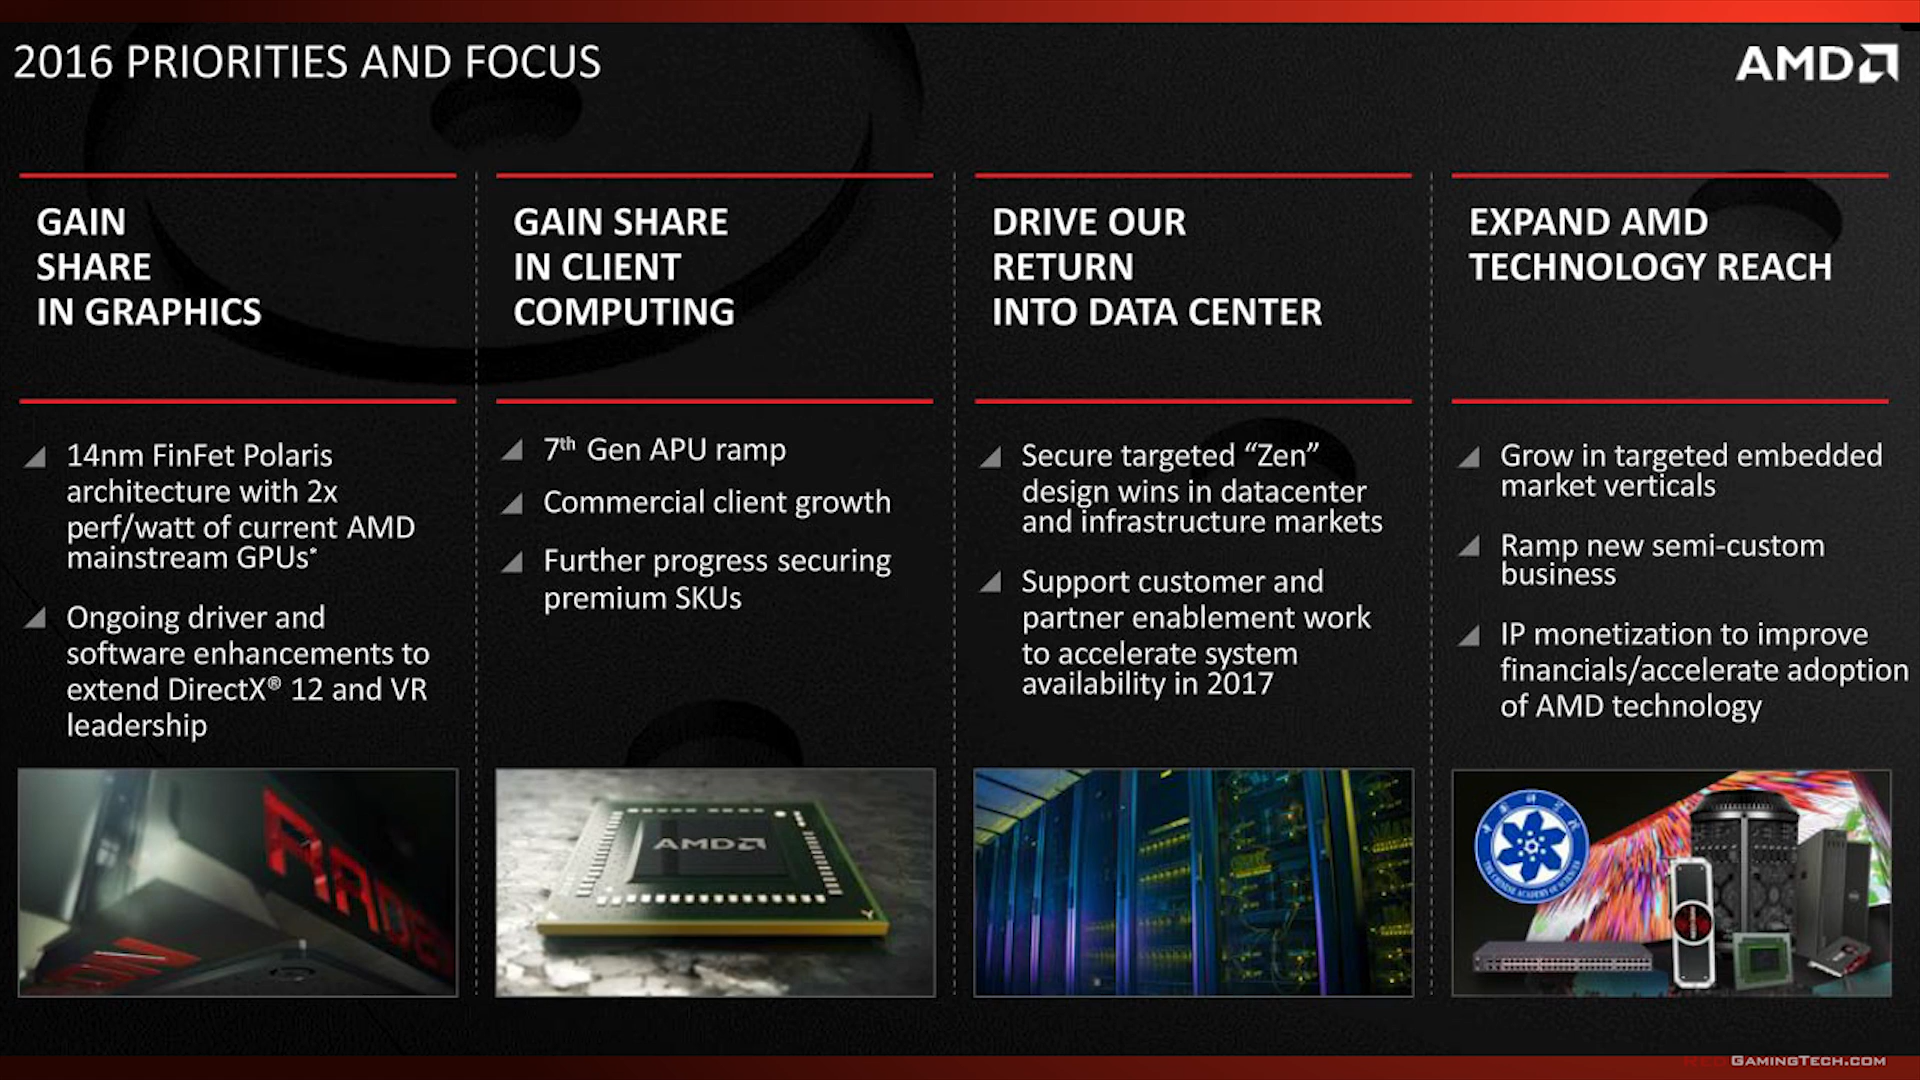 2016 PRIORITIES AND FOCUS
AMD
GAIN
SHARE
IN GRAPHICS
14nm FinFet Polaris
architecture with 2x
perf/watt of current AMD
mainstream GPUs*
Ongoing driver and
software enhancements to
extend DirectX® 12 and VR
leadership
GAIN SHARE
IN CLIENT
COMPUTING
7th Gen APU ramp
Commercial client growth
Further progress securing
premium SKUs
AMD
DRIVE OUR
RETURN
INTO DATA CENTER
Secure targeted “Zen”
design wins in datacenter
and infrastructure markets
Support customer and
partner enablement work
to accelerate system
availability in 2017
EXPAND AMD
TECHNOLOGY REACH
Grow in targeted embedded
market verticals
Ramp new semi-custom
business
IP monetization to improve
financials/accelerate adoption
of AMD technology
REDGAMINGTECH.COM